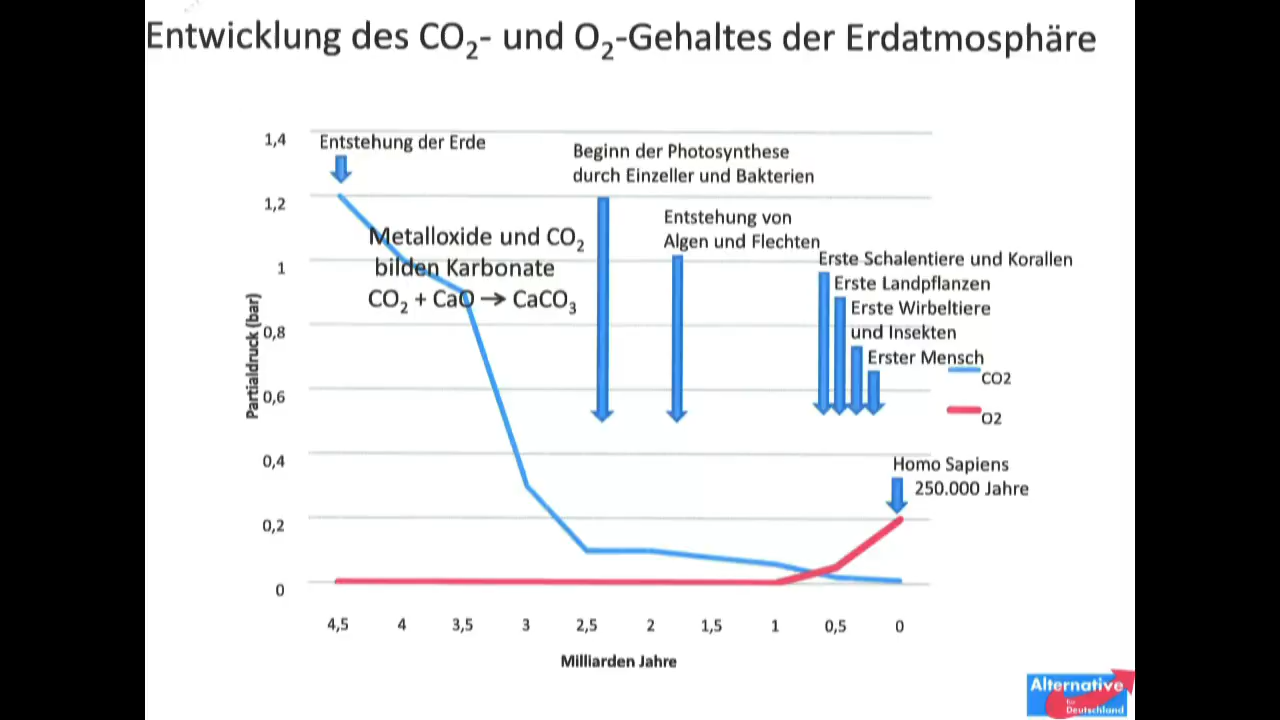 Entwicklung des CO₂- und O₂-Gehaltes der Erdatmosphäre
1,4
1,2
1
0,8
0,6
0,4
0,2
0
Partialdruck (bar)
Entstehung der Erde
Metalloxide und CO₂
bilden Karbonate
CO₂ + CaO → CaCO₃
Beginn der Photosynthese
durch Einzeller und Bakterien
Entstehung von
Algen und Flechten
Erste Schalentiere und Korallen
Erste Landpflanzen
Erste Wirbeltiere
und Insekten
Erster Mensch
CO2
O2
Homo Sapiens
250.000 Jahre
4,5 4 3,5 3 2,5 2 1,5 1 0,5 0
Milliarden Jahre
Alternative
für
Deutschland